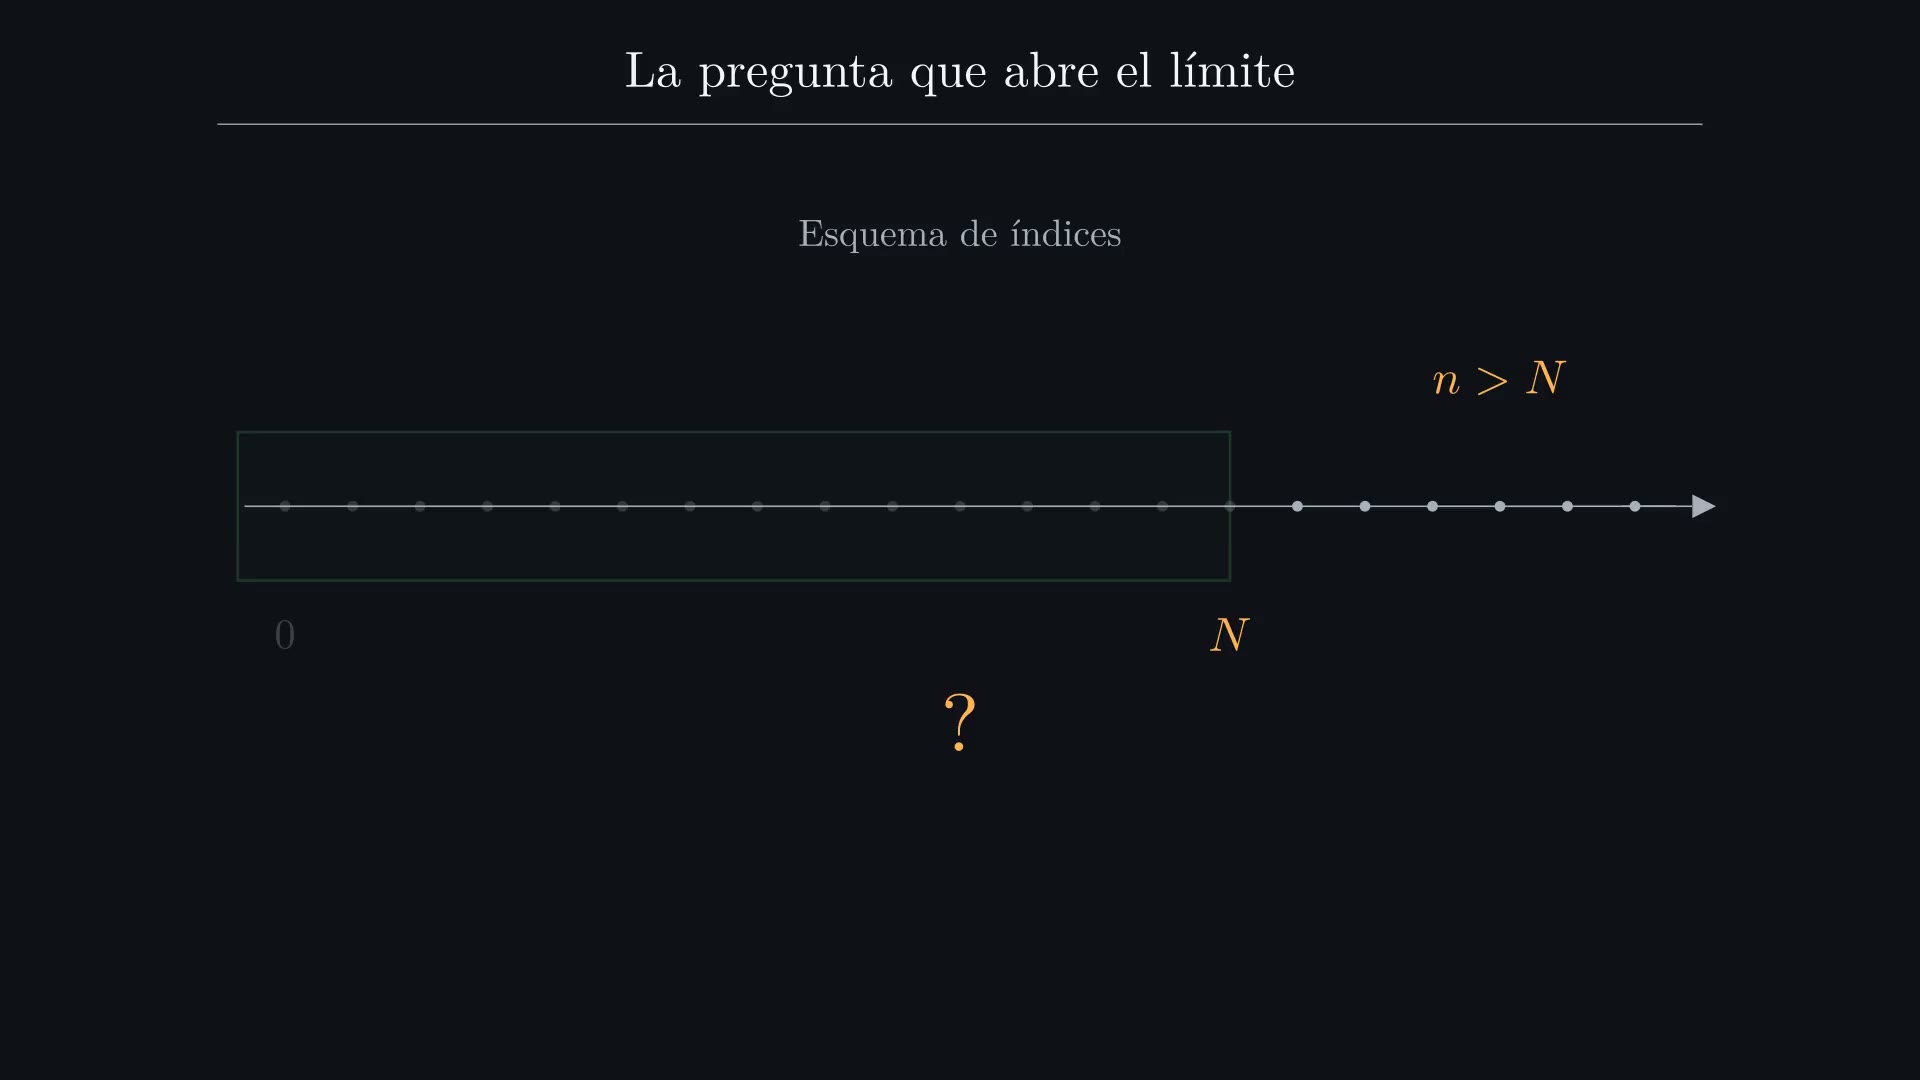 La pregunta que abre el límite
Esquema de índices
n > N
0
N
?